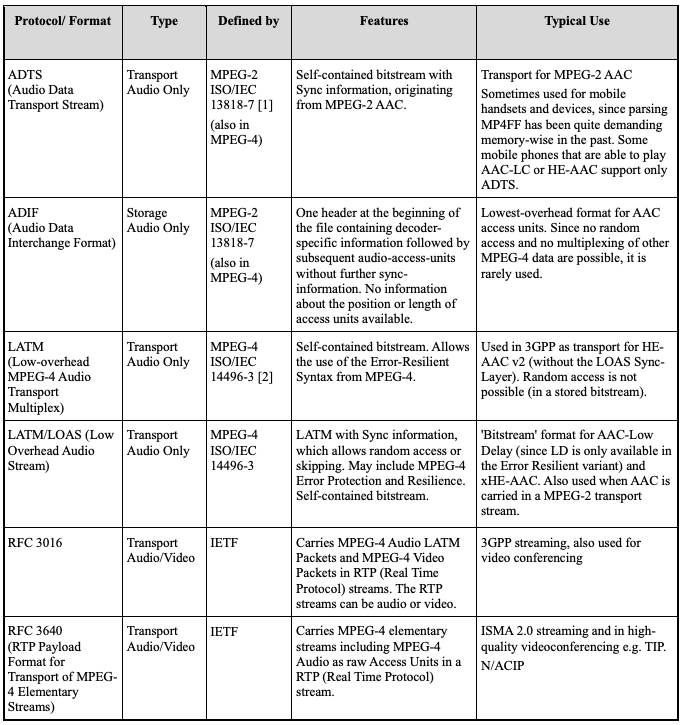 Protocol/ Format
Type
Defined by
Features
Typical Use
ADTS
(Audio Data
Transport Stream)
Transport
Audio Only
MPEG-2
ISO/IEC
13818-7 [1]
(also in
MPEG-4)
Self-contained bitstream with
Sync information, originating
from MPEG-2 AAC.
Transport for MPEG-2 AAC
Sometimes used for mobile
handsets and devices, since parsing
MP4FF has been quite demanding
memory-wise in the past. Some
mobile phones that are able to play
AAC-LC or HE-AAC support only
ADTS.
ADIF
(Audio Data
Interchange Format)
Storage
Audio Only
MPEG-2
ISO/IEC
13818-7
(also in
MPEG-4)
One header at the beginning of
the file containing decoder-
specific information followed by
subsequent audio-access-units
without further sync-
information. No information
about the position or length of
access units available.
Lowest-overhead format for AAC
access units. Since no random
access and no multiplexing of other
MPEG-4 data are possible, it is
rarely used.
LATM
(Low-overhead
MPEG-4 Audio
Transport
Multiplex)
Transport
Audio Only
MPEG-4
ISO/IEC
14496-3 [2]
Self-contained bitstream. Allows
the use of the Error-Resilient
Syntax from MPEG-4.
Used in 3GPP as transport for HE-
AAC v2 (without the LOAS Sync-
Layer). Random access is not
possible (in a stored bitstream).
LATM/LOAS (Low
Overhead Audio
Stream)
Transport
Audio Only
MPEG-4
ISO/IEC
14496-3
LATM with Sync information,
which allows random access or
skipping. May include MPEG-4
Error Protection and Resilience.
Self-contained bitstream.
'Bitstream' format for AAC-Low
Delay (since LD is only available in
the Error Resilient variant) and
xHE-AAC. Also used when AAC is
carried in a MPEG-2 transport
stream.
RFC 3016
Transport
Audio/Video
IETF
Carries MPEG-4 Audio LATM
Packets and MPEG-4 Video
Packets in RTP (Real Time
Protocol) streams. The RTP
streams can be audio or video.
3GPP streaming, also used for
video conferencing
RFC 3640
(RTP Payload
Format for
Transport of MPEG-
4 Elementary
Streams)
Transport
Audio/Video
IETF
Carries MPEG-4 elementary
streams including MPEG-4
Audio as raw Access Units in a
RTP (Real Time Protocol)
stream.
ISMA 2.0 streaming and in high-
quality videoconferencing e.g. TIP.
N/ACIP